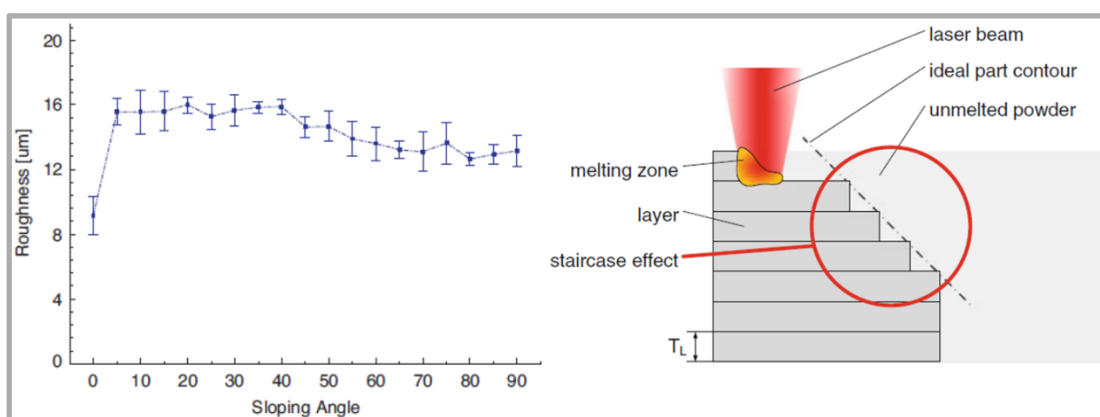 20
16
12
8
4
0
Roughness [um]
0 10 20 30 40 50 60 70 80 90
Sloping Angle
laser beam
ideal part contour
unmelted powder
melting zone
layer
staircase effect
TL